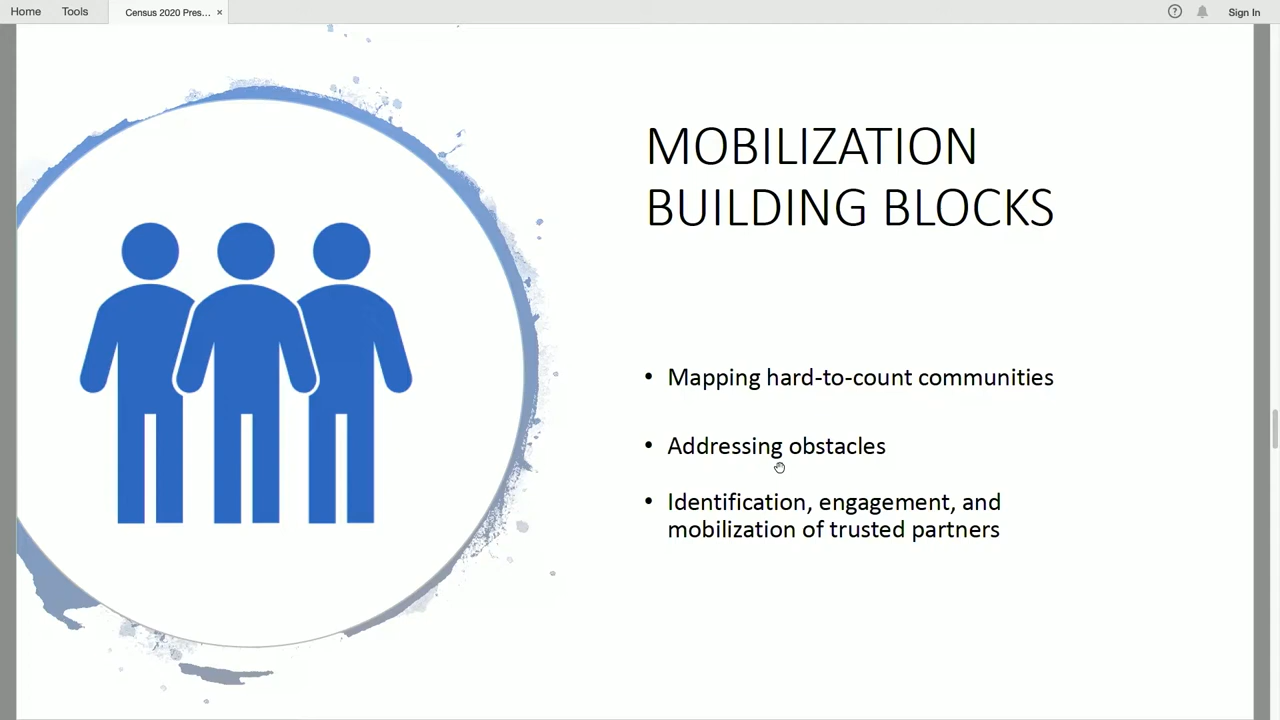 Home Tools Census 2020 Pres... × ? Sign In
MOBILIZATION
BUILDING BLOCKS
• Mapping hard-to-count communities
• Addressing obstacles
• Identification, engagement, and
mobilization of trusted partners